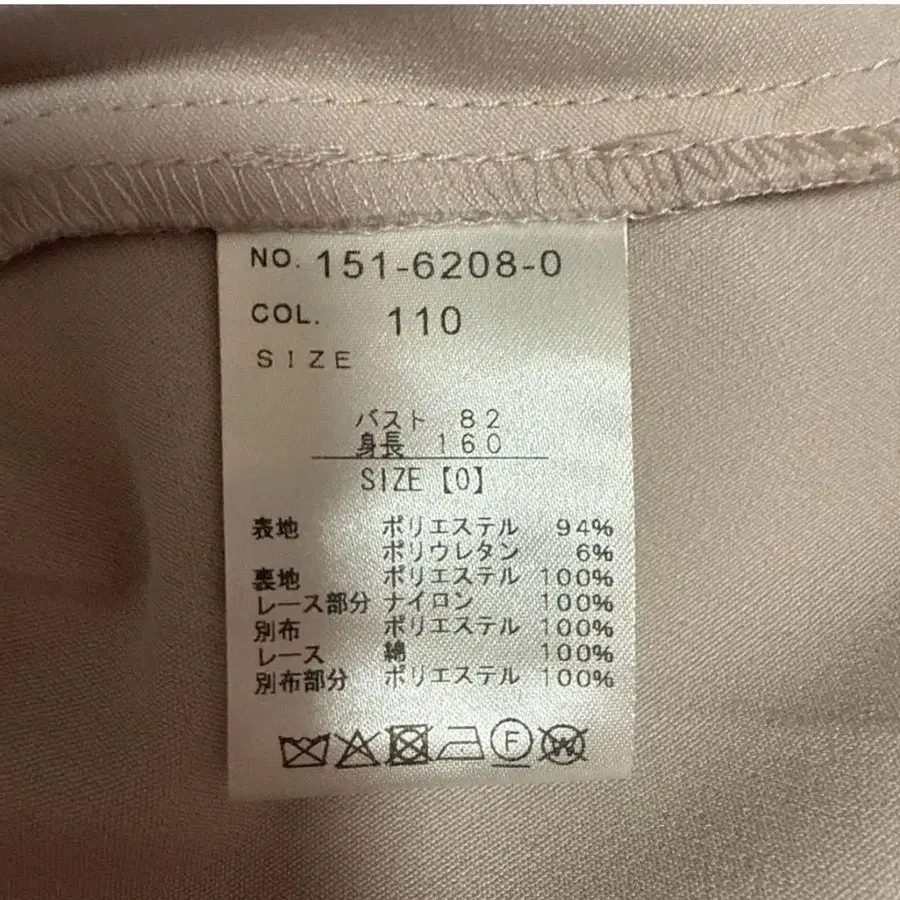 NO. 151-6208-0
COL. 110
SIZE
バスト 82
身長 160
SIZE【0】
表地 ポリエステル 94%
ポリウレタン 6%
裏地 ポリエステル 100%
レース部分 ナイロン 100%
別布 ポリエステル 100%
レース 綿 100%
別布部分 ポリエステル 100%
F W